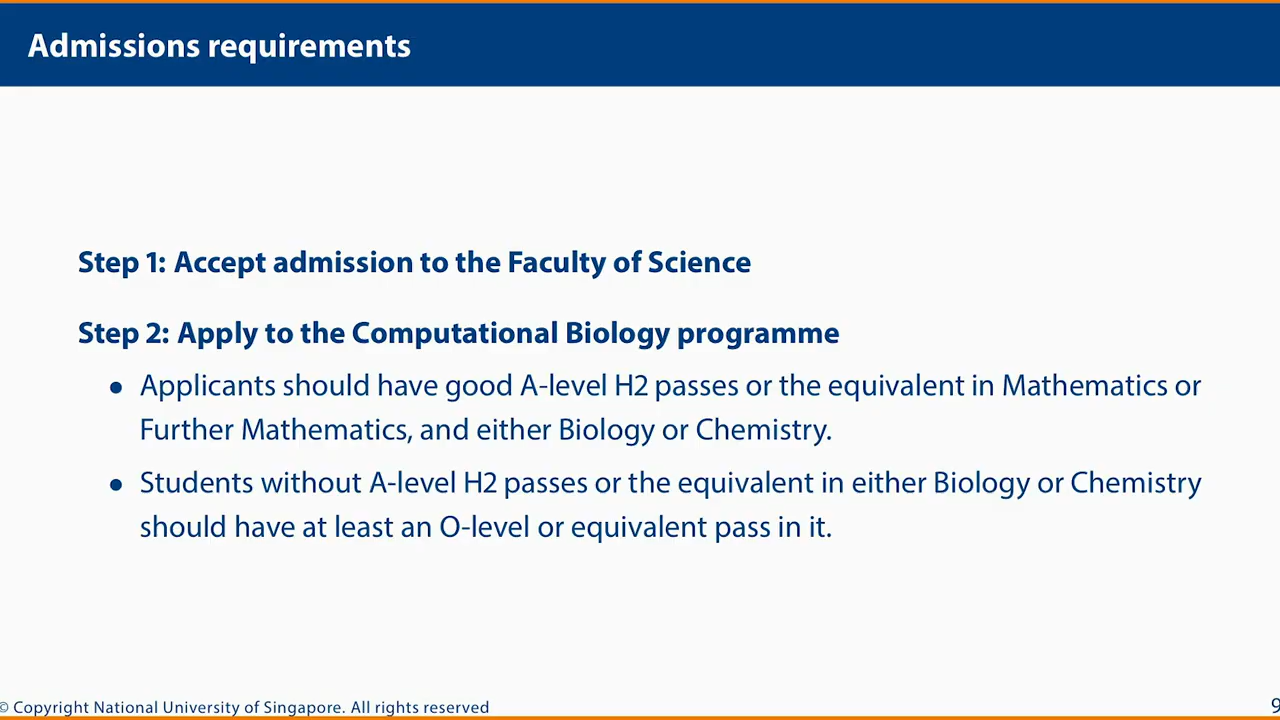 Admissions requirements
Step 1: Accept admission to the Faculty of Science
Step 2: Apply to the Computational Biology programme
• Applicants should have good A-level H2 passes or the equivalent in Mathematics or
Further Mathematics, and either Biology or Chemistry.
• Students without A-level H2 passes or the equivalent in either Biology or Chemistry
should have at least an O-level or equivalent pass in it.
© Copyright National University of Singapore. All rights reserved
9